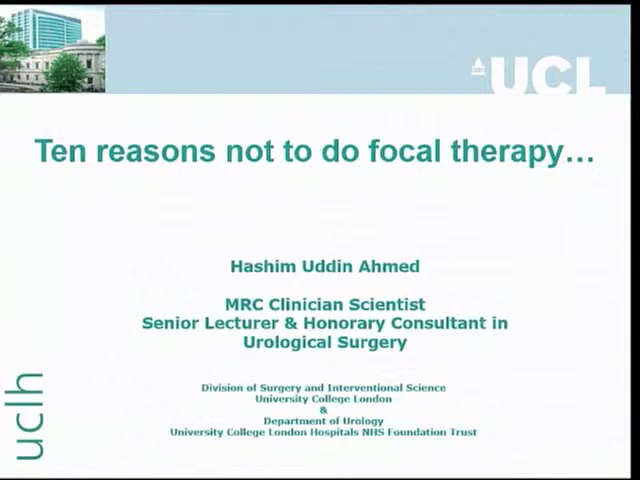 UCL
Ten reasons not to do focal therapy…
Hashim Uddin Ahmed
MRC Clinician Scientist
Senior Lecturer & Honorary Consultant in
Urological Surgery
Division of Surgery and Interventional Science
University College London
&
Department of Urology
University College London Hospitals NHS Foundation Trust
uclh